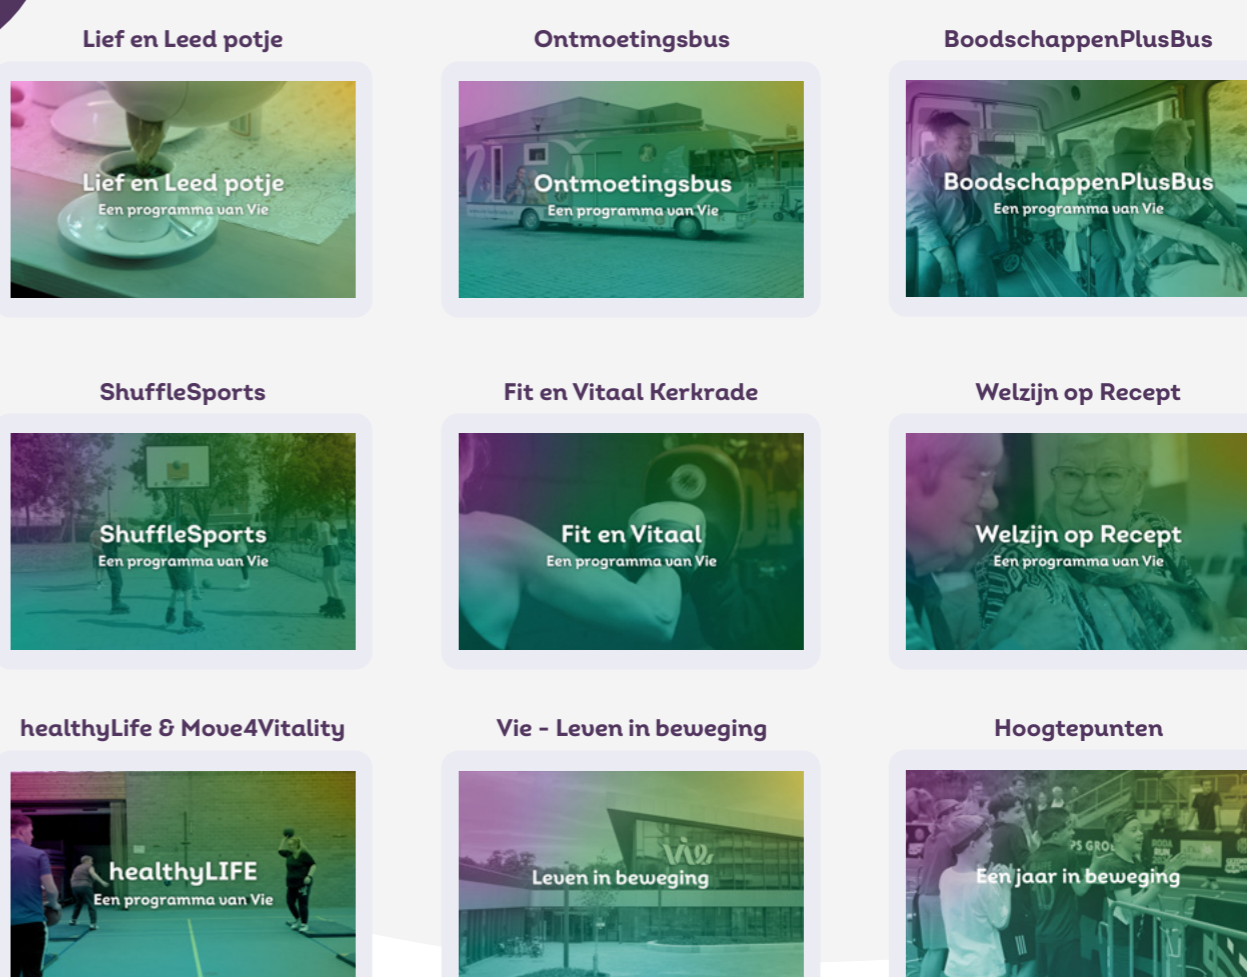 Lief en Leed potje
Ontmoetingsbus
BoodschappenPlusBus
Lief en Leed potje
Een programma van Vie
Ontmoetingsbus
Een programma van Vie
BoodschappenPlusBus
Een programma van Vie
ShuffleSports
Fit en Vitaal Kerkrade
Welzijn op Recept
ShuffleSports
Een programma van Vie
Fit en Vitaal
Een programma van Vie
Welzijn op Recept
Een programma van Vie
healthyLife & Move4Vitality
Vie - Leven in beweging
Hoogtepunten
healthyLIFE
Een programma van Vie
vie
Leven in beweging
RODA
RUN
Een jaar in beweging